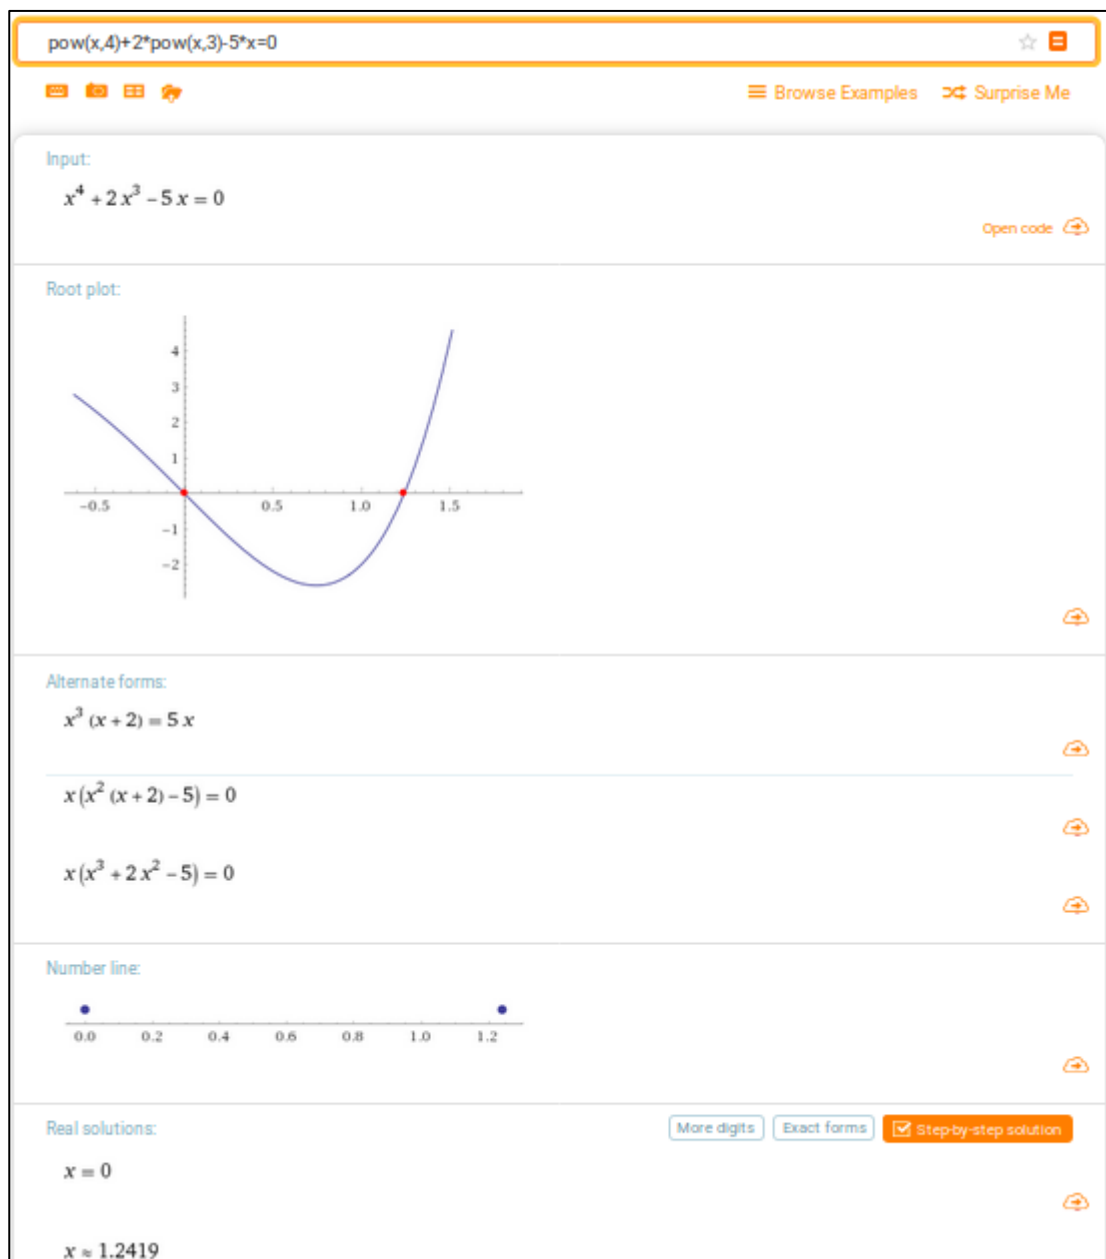 pow(x,4)+2*pow(x,3)-5*x=0
Browse Examples Surprise Me
Input:
x⁴ + 2 x³ − 5 x = 0
Open code
Root plot:
4
3
2
1
−0.5 0.5 1.0 1.5
−1
−2
Alternate forms:
x³ (x + 2) = 5 x
x (x² (x + 2) − 5) = 0
x (x³ + 2 x² − 5) = 0
Number line:
0.0 0.2 0.4 0.6 0.8 1.0 1.2
Real solutions: More digits Exact forms Step-by-step solution
x = 0
x ≈ 1.2419